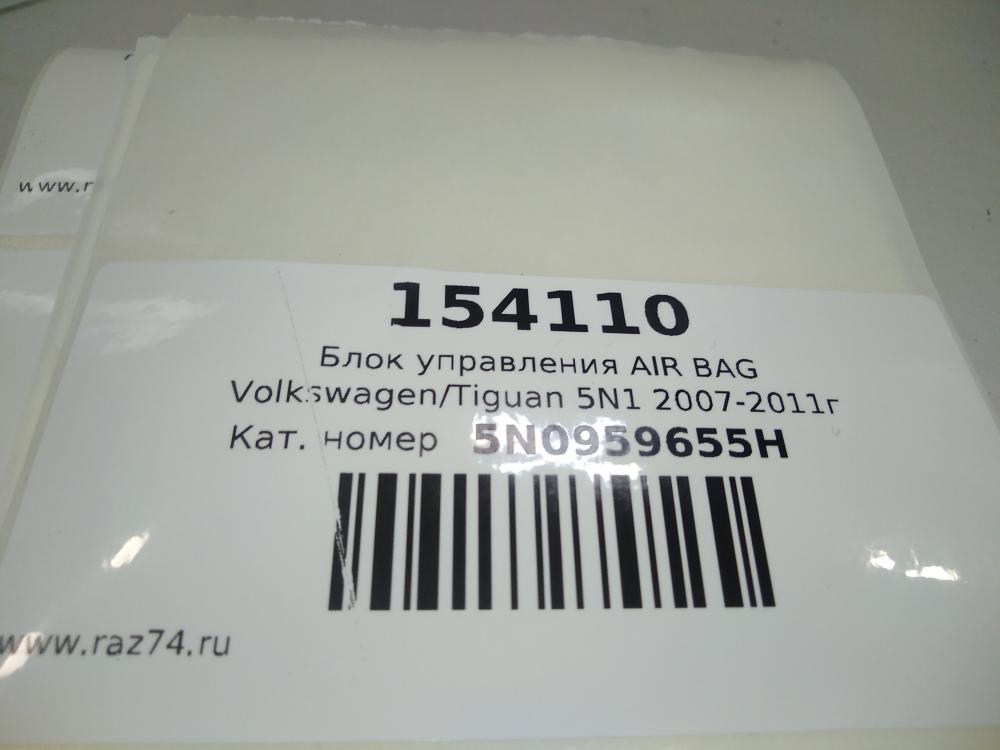 www.r
154110
Блок управления AIR BAG
Volkswagen/Tiguan 5N1 2007-2011г
Кат. номер 5N0959655H
www.raz74.ru